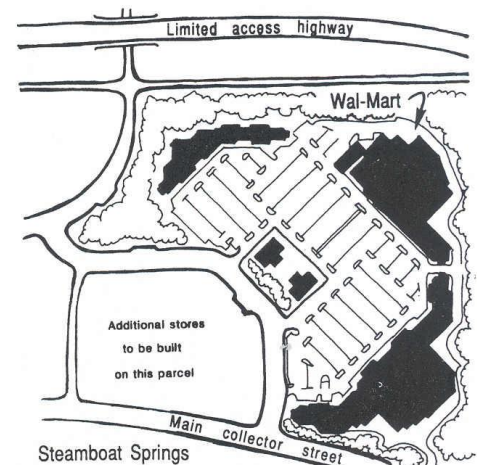 Limited access highway
Wal-Mart
Additional stores
to be built
on this parcel
A
Main collector street
Steamboat Springs